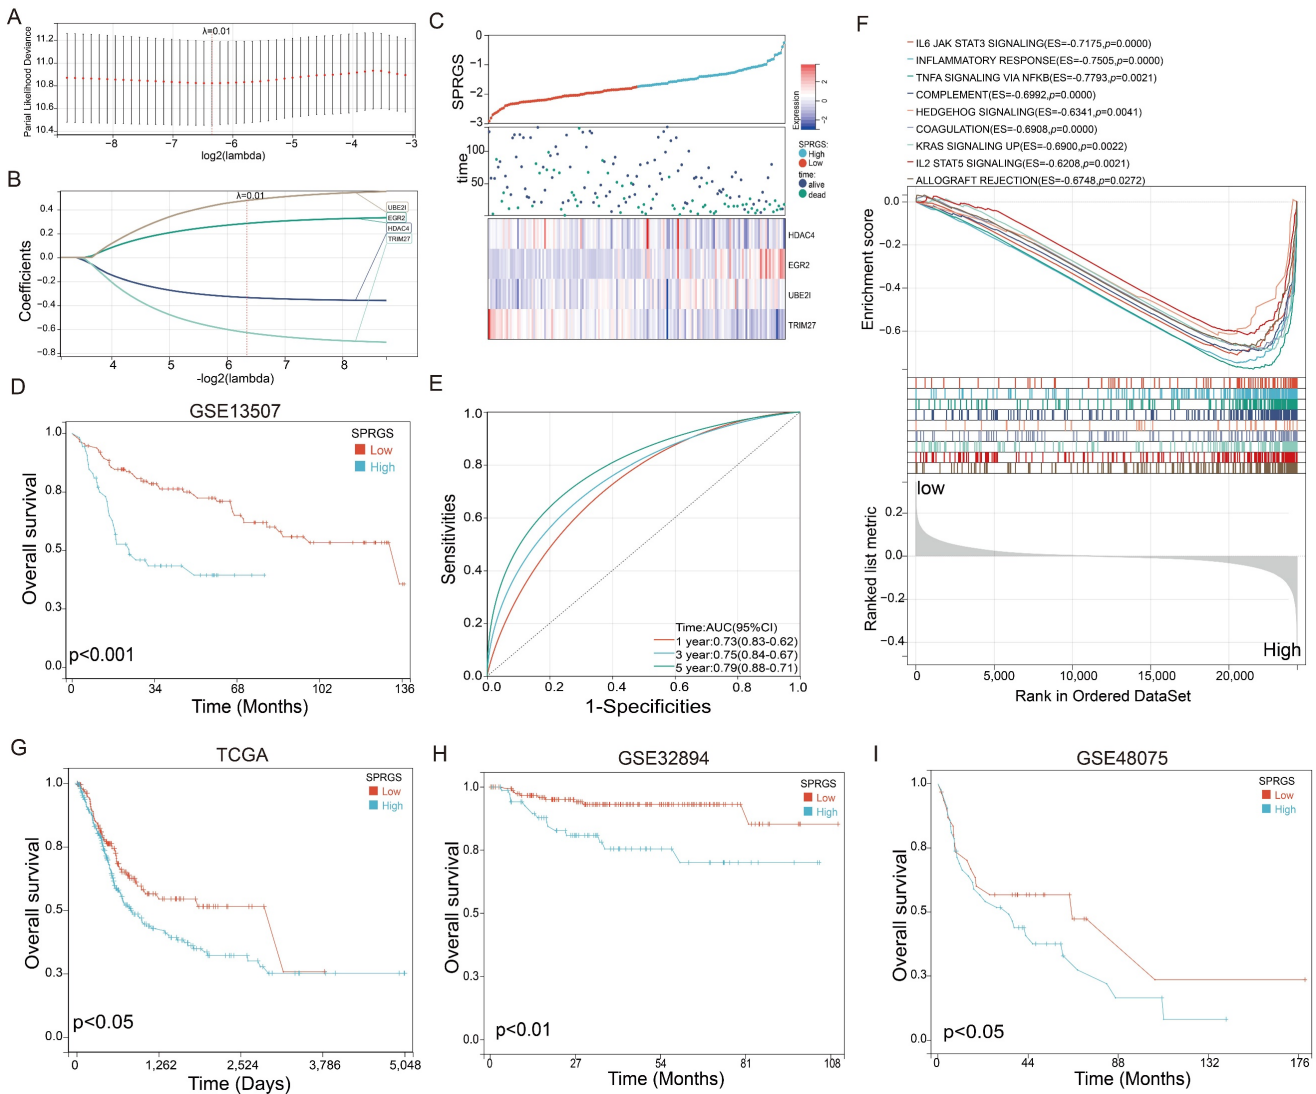 A
λ=0.01
Parial Likelihood Deviance
11.2
11.0
10.8
10.6
10.4
−8
−7
−6
−5
−4
−3
log2(lambda)
B
λ=0.01
Coefficients
0.4
0.2
0.0
−0.2
−0.4
−0.6
−0.8
UBE2I
EGR2
HDAC4
TRIM27
4
5
6
7
8
-log2(lambda)
C
SPRGS
0
−1
−2
−3
time
100
50
HDAC4
EGR2
UBE2I
TRIM27
Expression
4
2
0
−2
SPRGS:
High
Low
time:
alive
dead
D
GSE13507
SPRGS
Low
High
Overall survival
1.0
0.8
0.5
0.3
0.0
p<0.001
0
34
68
102
136
Time (Months)
E
Sensitivities
1.0
0.8
0.6
0.4
0.2
0.0
Time:AUC(95%CI)
1 year:0.73(0.83-0.62)
3 year:0.75(0.84-0.67)
5 year:0.79(0.88-0.71)
0.0
0.2
0.4
0.6
0.8
1.0
1-Specificities
F
IL6 JAK STAT3 SIGNALING(ES=-0.7175,p=0.0000)
INFLAMMATORY RESPONSE(ES=-0.7505,p=0.0000)
TNFA SIGNALING VIA NFKB(ES=-0.7793,p=0.0021)
COMPLEMENT(ES=-0.6992,p=0.0000)
HEDGEHOG SIGNALING(ES=-0.6341,p=0.0041)
COAGULATION(ES=-0.6908,p=0.0000)
KRAS SIGNALING UP(ES=-0.6900,p=0.0022)
IL2 STAT5 SIGNALING(ES=-0.6208,p=0.0021)
ALLOGRAFT REJECTION(ES=-0.6748,p=0.0272)
Enrichment score
0.0
−0.2
−0.4
−0.6
low
Ranked list metric
0.2
0.0
−0.2
−0.4
High
0
5,000
10,000
15,000
20,000
Rank in Ordered DataSet
G
TCGA
SPRGS
Low
High
Overall survival
1.0
0.8
0.5
0.3
0.0
p<0.05
0
1,262
2,524
3,786
5,048
Time (Days)
H
GSE32894
SPRGS
Low
High
Overall survival
1.0
0.8
0.5
0.3
0.0
p<0.01
0
27
54
81
108
Time (Months)
I
GSE48075
SPRGS
Low
High
Overall survival
1.0
0.8
0.5
0.3
0.0
p<0.05
0
44
88
132
176
Time (Months)